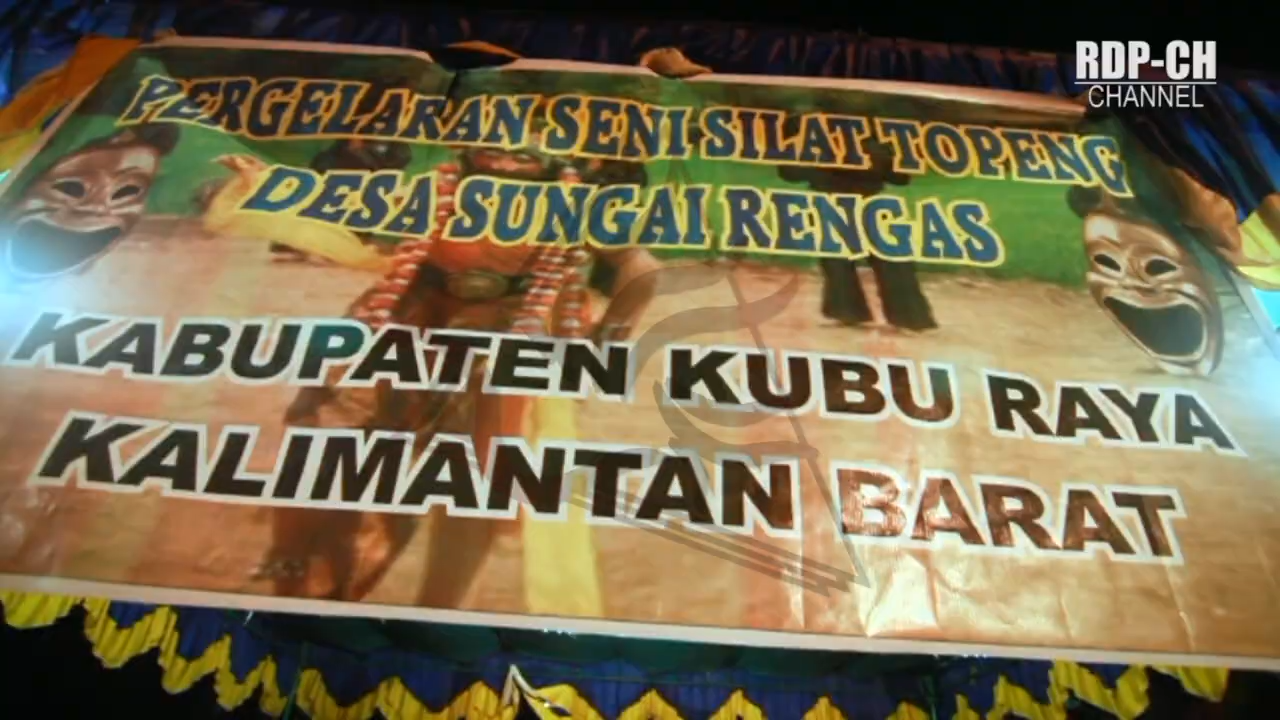 RDP-CH
CHANNEL
PERGELARAN SENI SILAT TOPENG
DESA SUNGAI RENGAS
KABUPATEN KUBU RAYA
KALIMANTAN BARAT